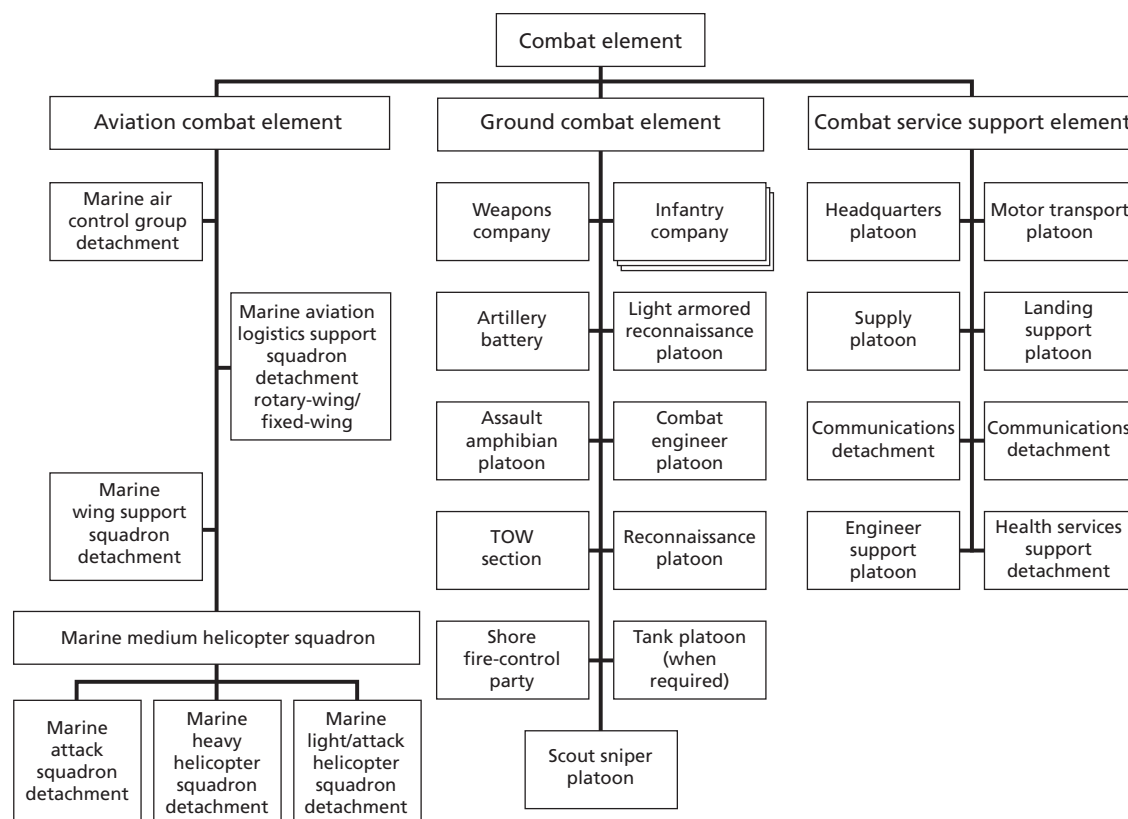 Combat element
Aviation combat element
Ground combat element
Combat service support element
Marine air
control group
detachment
Marine aviation
logistics support
squadron
detachment
rotary-wing/
fixed-wing
Marine
wing support
squadron
detachment
Marine medium helicopter squadron
Marine
attack
squadron
detachment
Marine
heavy
helicopter
squadron
detachment
Marine
light/attack
helicopter
squadron
detachment
Weapons
company
Infantry
company
Artillery
battery
Light armored
reconnaissance
platoon
Assault
amphibian
platoon
Combat
engineer
platoon
TOW
section
Reconnaissance
platoon
Shore
fire-control
party
Tank platoon
(when
required)
Scout sniper
platoon
Headquarters
platoon
Motor transport
platoon
Supply
platoon
Landing
support
platoon
Communications
detachment
Communications
detachment
Engineer
support
platoon
Health services
support
detachment